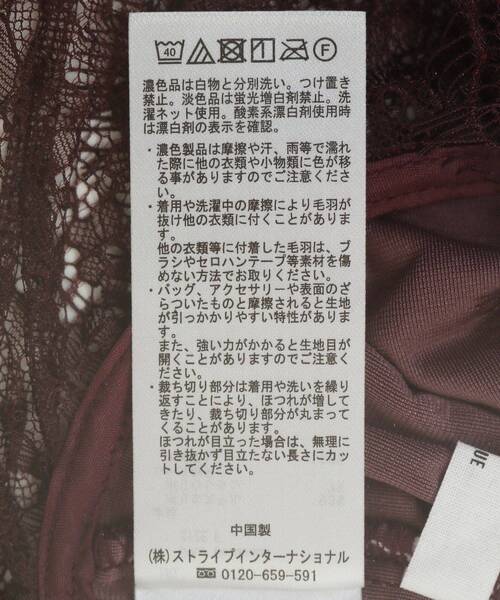 40 F
濃色品は白物と分別洗い。つけ置き
禁止。淡色品は蛍光増白剤禁止。洗
濯ネット使用。酸素系漂白剤使用時
は漂白剤の表示を確認。
・濃色製品は摩擦や汗、雨等で濡れ
た際に他の衣類や小物類に色が移
る事がありますのでご注意くださ
い。
・着用や洗濯中の摩擦により毛羽が
抜け他の衣類に付くことがありま
す。
他の衣類等に付着した毛羽は、ブ
ラシやセロハンテープ等素材を傷
めない方法でお取りください。
・バッグ、アクセサリーや表面のざ
らついたものと摩擦されると生地
が引っかかりやすい特性がありま
す。
また、強い力がかかると生地目が
開くことがありますのでご注意く
ださい。
・裁ち切り部分は着用や洗いを繰り
返すことにより、ほつれが増して
きたり、裁ち切り部分が丸まって
くることがあります。
ほつれが目立った場合は、無理に
引き抜かず目立たない長さにカッ
トしてください。
中国製
(株)ストライプインターナショナル
0120-659-591
UE